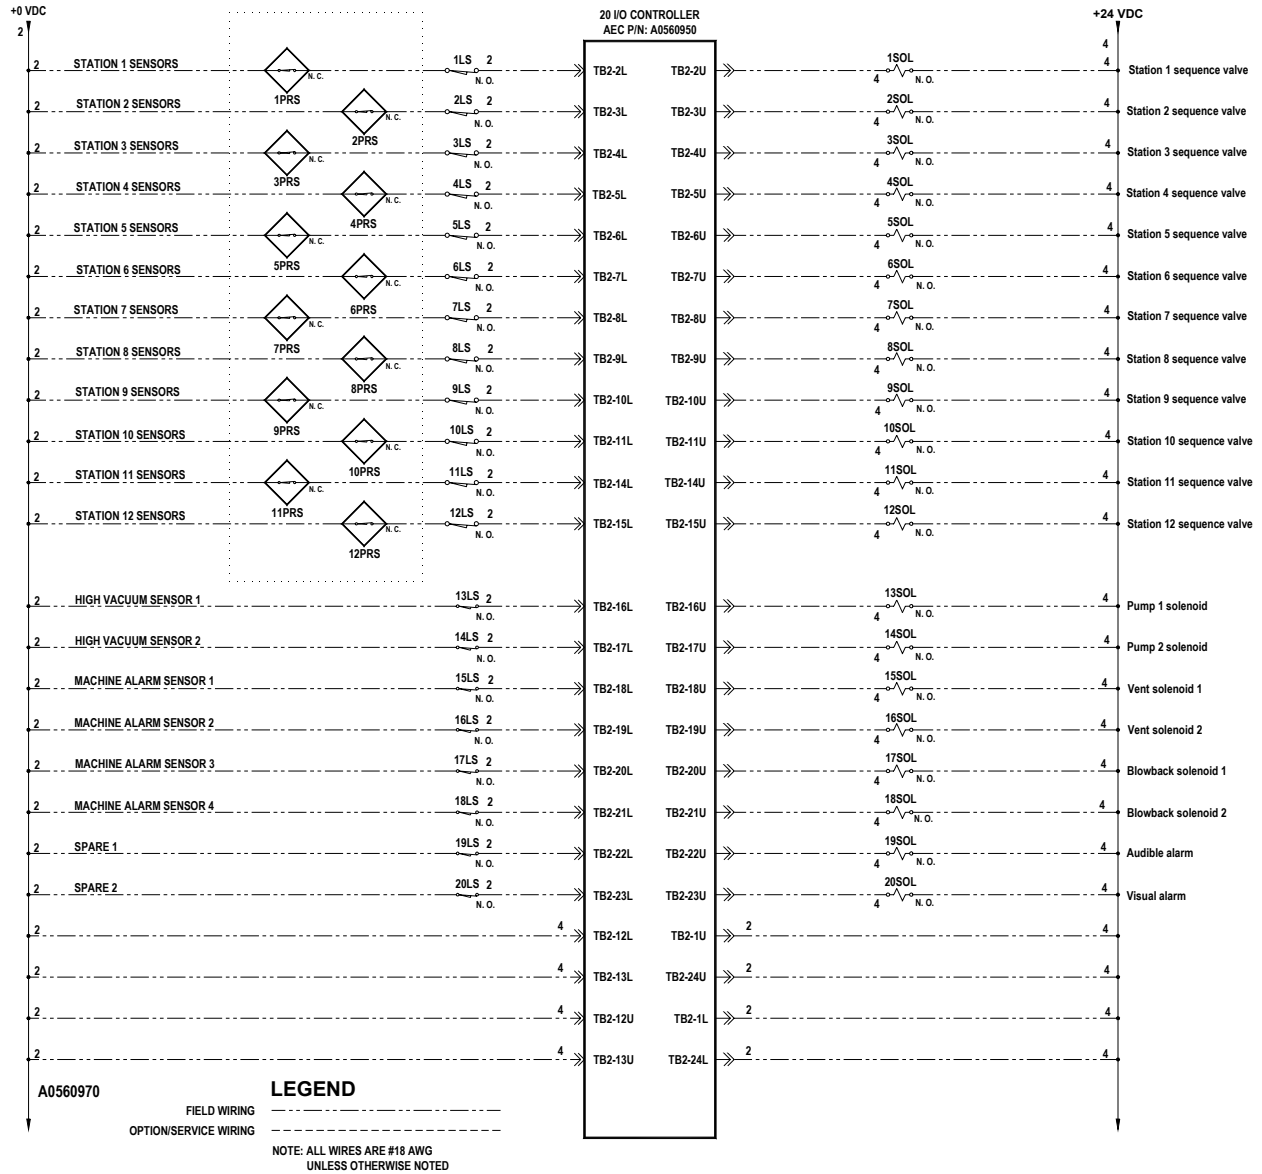 +0 VDC
20 I/O CONTROLLER
AEC P/N: A0560950
+24 VDC
2
4
2 STATION 1 SENSORS N. C. 1PRS 1LS 2 N. O. TB2-2L TB2-2U 1SOL 4 N. O. 4 Station 1 sequence valve
2 STATION 2 SENSORS N. C. 2PRS 2LS 2 N. O. TB2-3L TB2-3U 2SOL 4 N. O. 4 Station 2 sequence valve
2 STATION 3 SENSORS N. C. 3PRS 3LS 2 N. O. TB2-4L TB2-4U 3SOL 4 N. O. 4 Station 3 sequence valve
2 STATION 4 SENSORS N. C. 4PRS 4LS 2 N. O. TB2-5L TB2-5U 4SOL 4 N. O. 4 Station 4 sequence valve
2 STATION 5 SENSORS N. C. 5PRS 5LS 2 N. O. TB2-6L TB2-6U 5SOL 4 N. O. 4 Station 5 sequence valve
2 STATION 6 SENSORS N. C. 6PRS 6LS 2 N. O. TB2-7L TB2-7U 6SOL 4 N. O. 4 Station 6 sequence valve
2 STATION 7 SENSORS N. C. 7PRS 7LS 2 N. O. TB2-8L TB2-8U 7SOL 4 N. O. 4 Station 7 sequence valve
2 STATION 8 SENSORS N. C. 8PRS 8LS 2 N. O. TB2-9L TB2-9U 8SOL 4 N. O. 4 Station 8 sequence valve
2 STATION 9 SENSORS N. C. 9PRS 9LS 2 N. O. TB2-10L TB2-10U 9SOL 4 N. O. 4 Station 9 sequence valve
2 STATION 10 SENSORS N. C. 10PRS 10LS 2 N. O. TB2-11L TB2-11U 10SOL 4 N. O. 4 Station 10 sequence valve
2 STATION 11 SENSORS N. C. 11PRS 11LS 2 N. O. TB2-14L TB2-14U 11SOL 4 N. O. 4 Station 11 sequence valve
2 STATION 12 SENSORS N. C. 12PRS 12LS 2 N. O. TB2-15L TB2-15U 12SOL 4 N. O. 4 Station 12 sequence valve
2 HIGH VACUUM SENSOR 1 13LS 2 N. O. TB2-16L TB2-16U 13SOL 4 N. O. 4 Pump 1 solenoid
2 HIGH VACUUM SENSOR 2 14LS 2 N. O. TB2-17L TB2-17U 14SOL 4 N. O. 4 Pump 2 solenoid
2 MACHINE ALARM SENSOR 1 15LS 2 N. O. TB2-18L TB2-18U 15SOL 4 N. O. 4 Vent solenoid 1
2 MACHINE ALARM SENSOR 2 16LS 2 N. O. TB2-19L TB2-19U 16SOL 4 N. O. 4 Vent solenoid 2
2 MACHINE ALARM SENSOR 3 17LS 2 N. O. TB2-20L TB2-20U 17SOL 4 N. O. 4 Blowback solenoid 1
2 MACHINE ALARM SENSOR 4 18LS 2 N. O. TB2-21L TB2-21U 18SOL 4 N. O. 4 Blowback solenoid 2
2 SPARE 1 19LS 2 N. O. TB2-22L TB2-22U 19SOL 4 N. O. 4 Audible alarm
2 SPARE 2 20LS 2 N. O. TB2-23L TB2-23U 20SOL 4 N. O. 4 Visual alarm
2 4 TB2-12L TB2-1U 2 4
2 4 TB2-13L TB2-24U 2 4
2 4 TB2-12U TB2-1L 2 4
2 4 TB2-13U TB2-24L 2 4
A0560970
LEGEND
FIELD WIRING
OPTION/SERVICE WIRING
NOTE: ALL WIRES ARE #18 AWG
UNLESS OTHERWISE NOTED